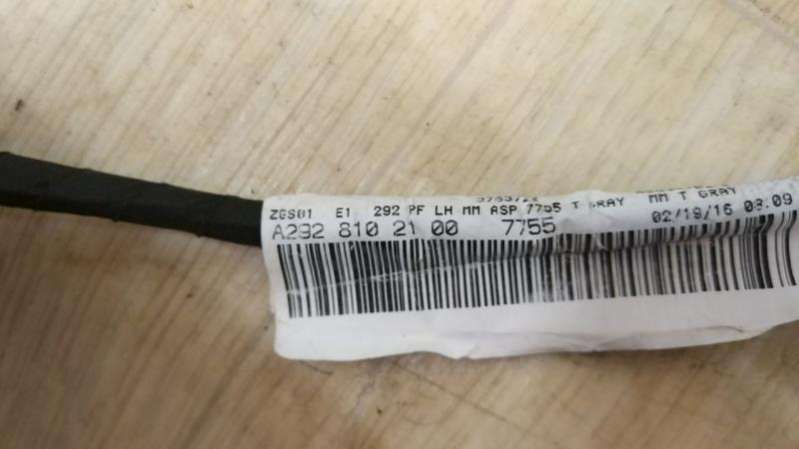 ZGS01 E1 292 PF LH MM ASP 7755 T GRAY MM T GRAY
A292 810 21 00 7755 02/19/16 08:09